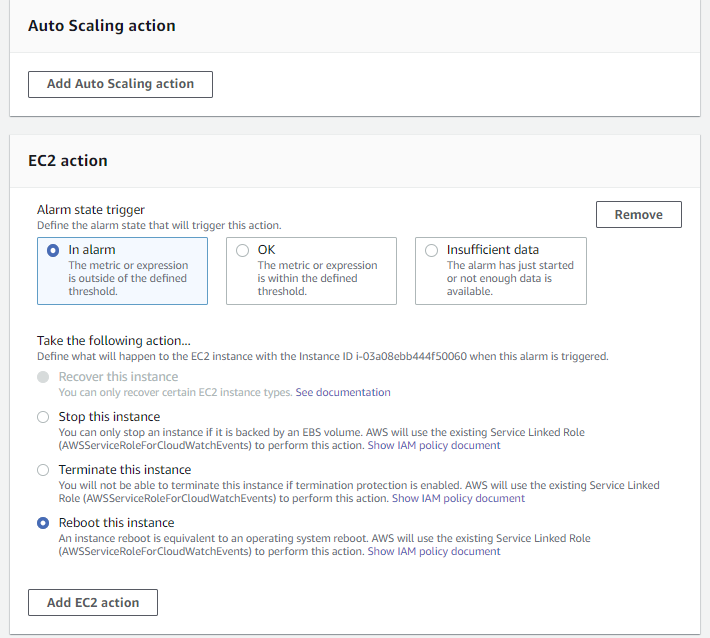 Auto Scaling action
Add Auto Scaling action
EC2 action
Alarm state trigger
Define the alarm state that will trigger this action.
Remove
In alarm
The metric or expression
is outside of the defined
threshold.
OK
The metric or expression
is within the defined
threshold.
Insufficient data
The alarm has just started
or not enough data is
available.
Take the following action...
Define what will happen to the EC2 instance with the Instance ID i-03a08ebb444f50060 when this alarm is triggered.
Recover this instance
You can only recover certain EC2 instance types. See documentation
Stop this instance
You can only stop an instance if it is backed by an EBS volume. AWS will use the existing Service Linked Role
(AWSServiceRoleForCloudWatchEvents) to perform this action. Show IAM policy document
Terminate this instance
You will not be able to terminate this instance if termination protection is enabled. AWS will use the existing Service Linked
Role (AWSServiceRoleForCloudWatchEvents) to perform this action. Show IAM policy document
Reboot this instance
An instance reboot is equivalent to an operating system reboot. AWS will use the existing Service Linked Role
(AWSServiceRoleForCloudWatchEvents) to perform this action. Show IAM policy document
Add EC2 action